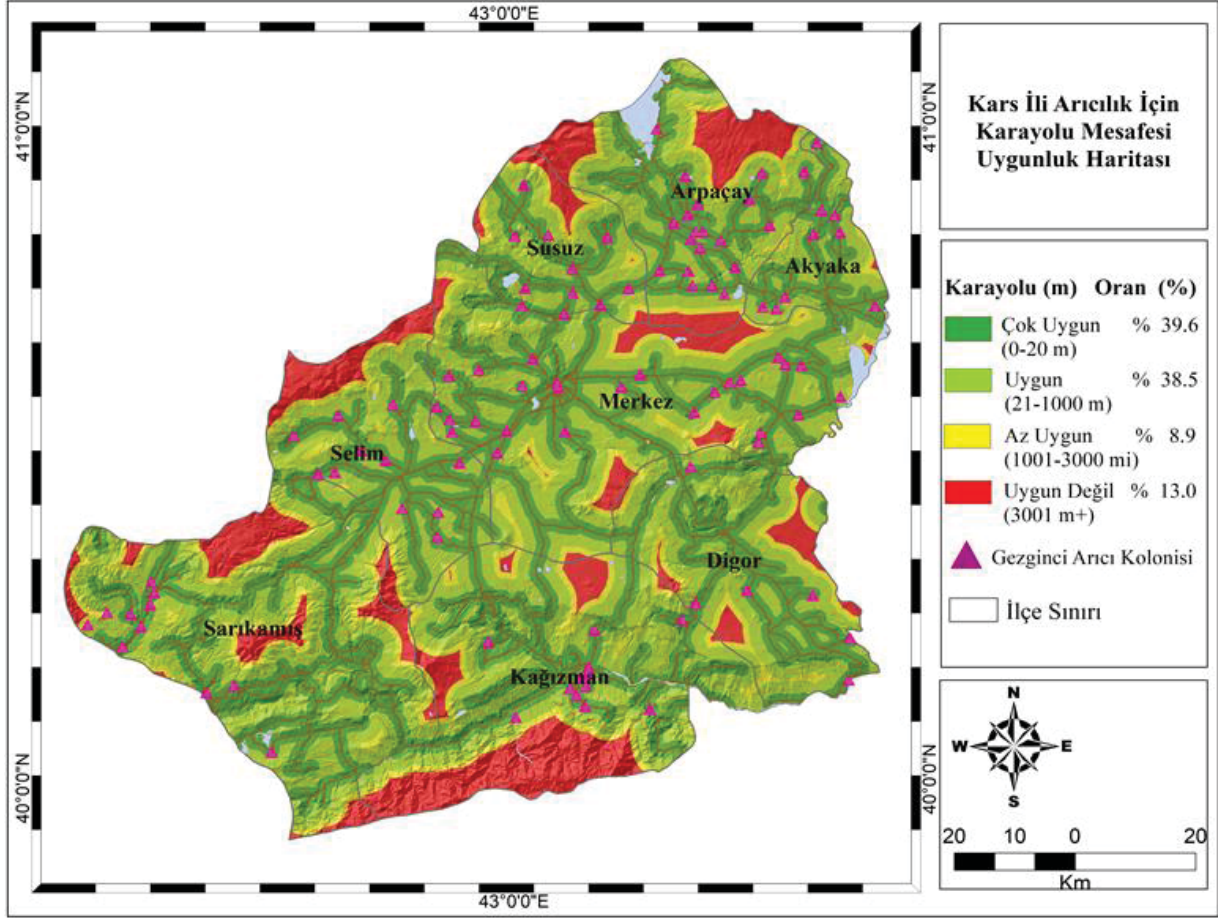 43°0'0"E
41°0'0"N
41°0'0"N
Kars İli Arıcılık İçin
Karayolu Mesafesi
Uygunluk Haritası
Arpaçay
Susuz
Akyaka
Merkez
Selim
Digor
Sarıkamış
Kağızman
Karayolu (m) Oran (%)
Çok Uygun % 39.6
(0-20 m)
Uygun % 38.5
(21-1000 m)
Az Uygun % 8.9
(1001-3000 mi)
Uygun Değil % 13.0
(3001 m+)
Gezginci Arıcı Kolonisi
İlçe Sınırı
N
W E
S
20 10 0 20
Km
40°0'0"N
40°0'0"N
43°0'0"E